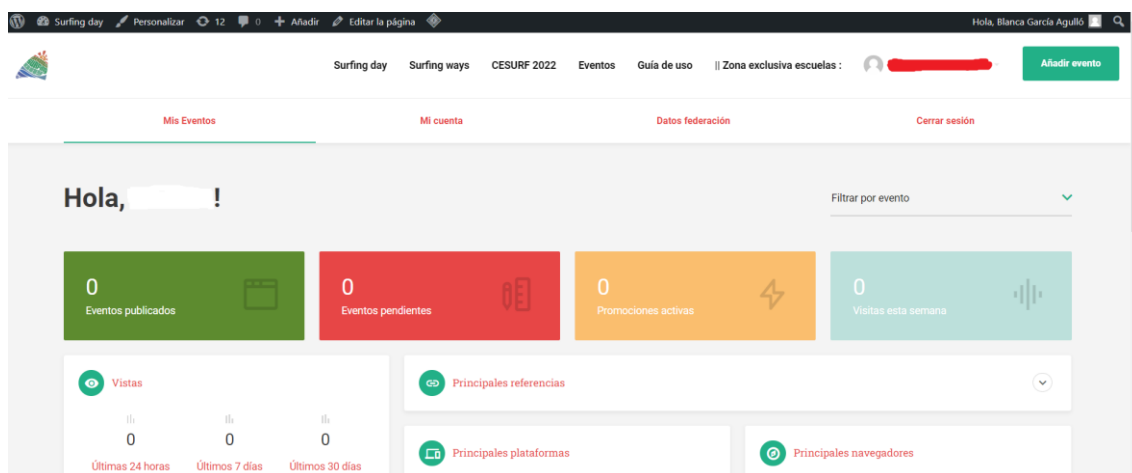 Surfing day Personalizar 12 0 Añadir Editar la página Hola, Blanca García Agulló
Surfing day Surfing ways CESURF 2022 Eventos Guía de uso || Zona exclusiva escuelas : Añadir evento
Mis Eventos Mi cuenta Datos federación Cerrar sesión
Hola, !
Filtrar por evento
0 0 0 0
Eventos publicados Eventos pendientes Promociones activas Visitas esta semana
Vistas Principales referencias
0 0 0
Últimas 24 horas Últimos 7 días Últimos 30 días
Principales plataformas Principales navegadores